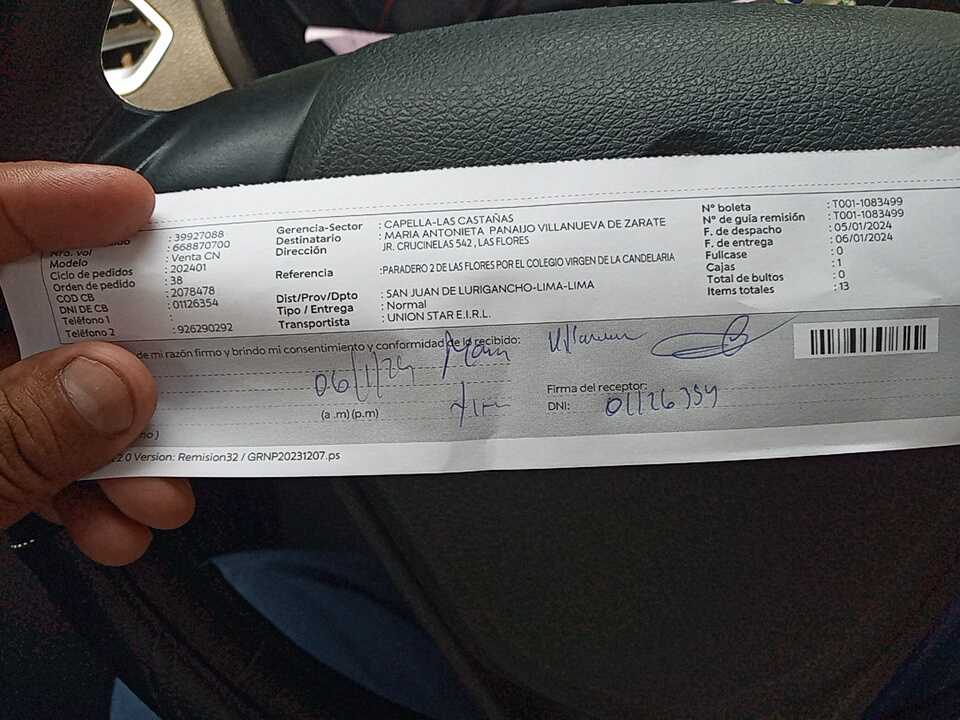 : 39927088
Nro. vol : 668870700
Modelo : Venta CN
Ciclo de pedidos : 202401
Orden de pedido : 38
COD CB : 2078478
DNI DE CB : 01126354
Teléfono 1 :
Teléfono 2 : 926290292
Gerencia-Sector : CAPELLA-LAS CASTAÑAS
Destinatario : MARIA ANTONIETA PANAIJO VILLANUEVA DE ZARATE
Dirección JR. CRUCINELAS 542 , LAS FLORES
Referencia :PARADERO 2 DE LAS FLORES POR EL COLEGIO VIRGEN DE LA CANDELARIA
Dist/Prov/Dpto : SAN JUAN DE LURIGANCHO-LIMA-LIMA
Tipo / Entrega : Normal
Transportista : UNION STAR E.I.R.L.
N° boleta : T001-1083499
N° de guia remisión : T001-1083499
F. de despacho : 05/01/2024
F. de entrega : 06/01/2024
Fullcase : 0
Cajas : 1
Total de bultos : 0
Items totales : 13
de mi razón firmo y brindo mi consentimiento y conformidad de lo recibido:
06/1/24
(a .m) (p.m)
Firma del receptor:
DNI: 01126354
2.0 Version: Remision32 / GRNP20231207.ps